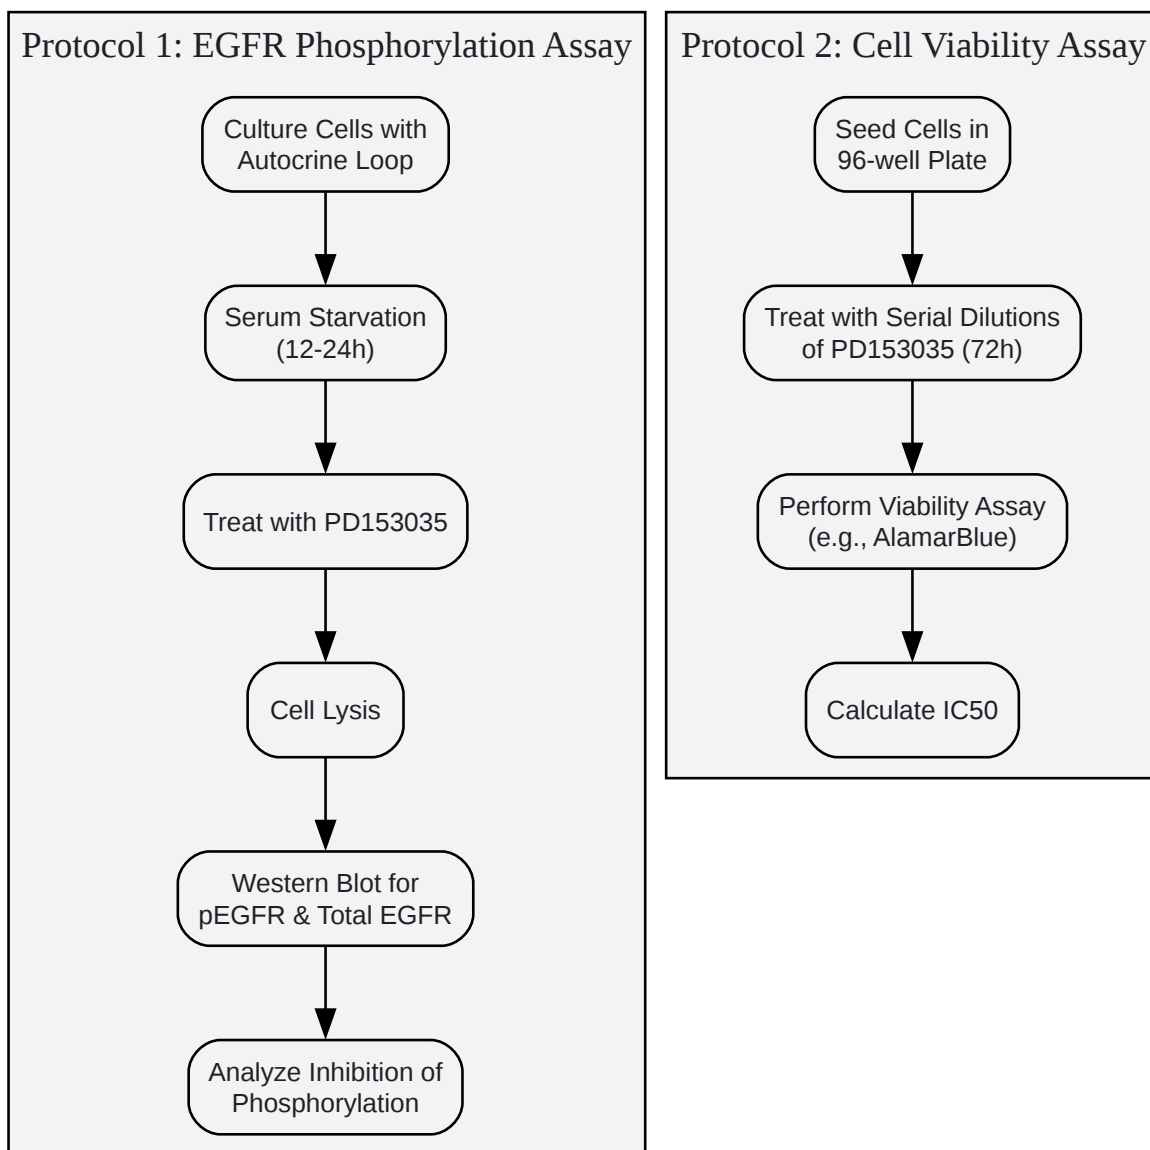 Protocol 1: EGFR Phosphorylation Assay
Culture Cells with
Autocrine Loop
Serum Starvation
(12-24h)
Treat with PD153035
Cell Lysis
Western Blot for
pEGFR & Total EGFR
Analyze Inhibition of
Phosphorylation
Protocol 2: Cell Viability Assay
Seed Cells in
96-well Plate
Treat with Serial Dilutions
of PD153035 (72h)
Perform Viability Assay
(e.g., AlamarBlue)
Calculate IC50